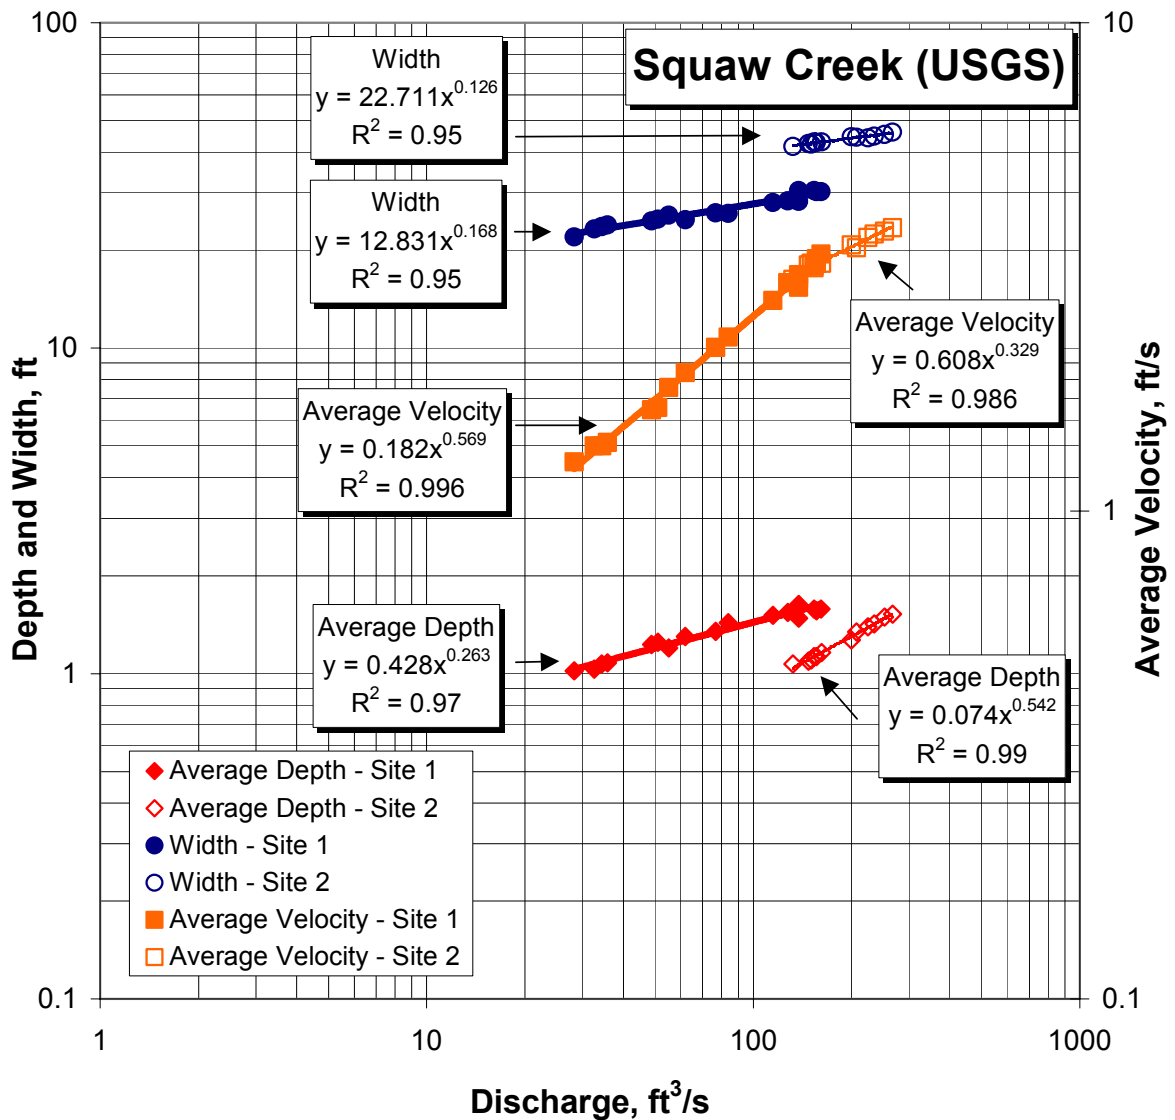 Squaw Creek (USGS)
Width
y = 22.711x^0.126
R^2 = 0.95
Width
y = 12.831x^0.168
R^2 = 0.95
Average Velocity
y = 0.608x^0.329
R^2 = 0.986
Average Velocity
y = 0.182x^0.569
R^2 = 0.996
Average Depth
y = 0.428x^0.263
R^2 = 0.97
Average Depth
y = 0.074x^0.542
R^2 = 0.99
Average Depth - Site 1
Average Depth - Site 2
Width - Site 1
Width - Site 2
Average Velocity - Site 1
Average Velocity - Site 2
Depth and Width, ft
100
10
1
0.1
Average Velocity, ft/s
10
1
0.1
1
10
100
1000
Discharge, ft^3/s